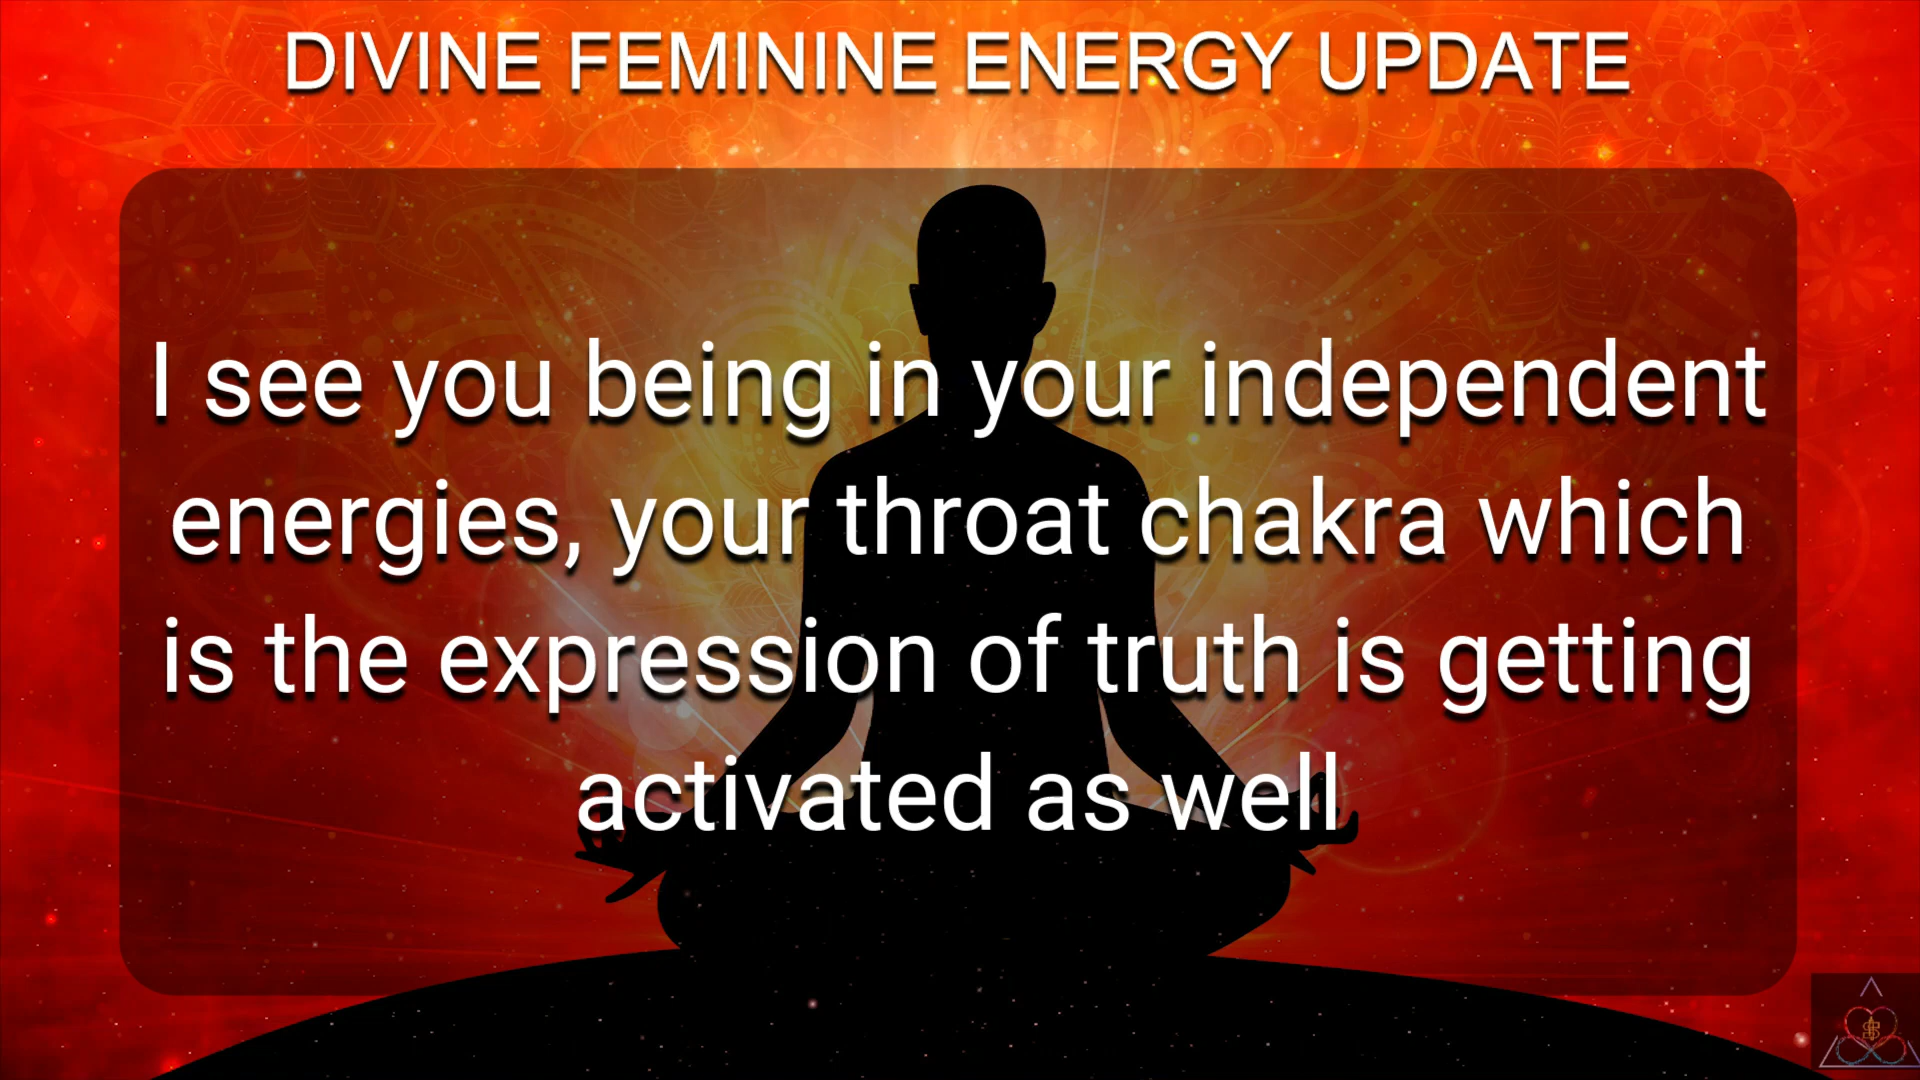 DIVINE FEMININE ENERGY UPDATE
I see you being in your independent
energies, your throat chakra which
is the expression of truth is getting
activated as well